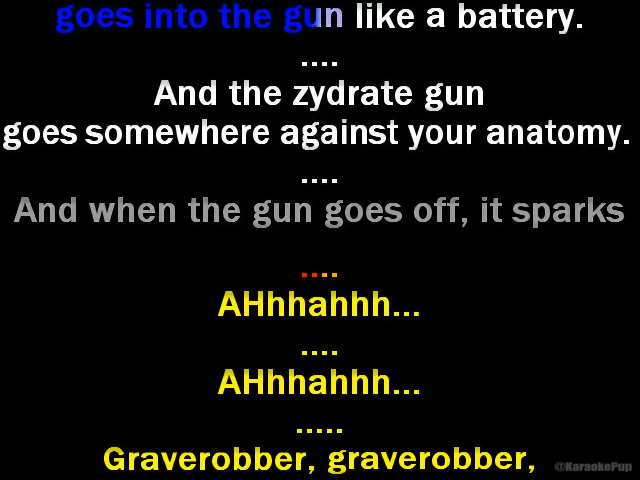 goes into the gun like a battery.
....
And the zydrate gun
goes somewhere against your anatomy.
....
And when the gun goes off, it sparks
....
AHhhahhh...
....
AHhhahhh...
.....
Graverobber, graverobber,
@KaraokePup